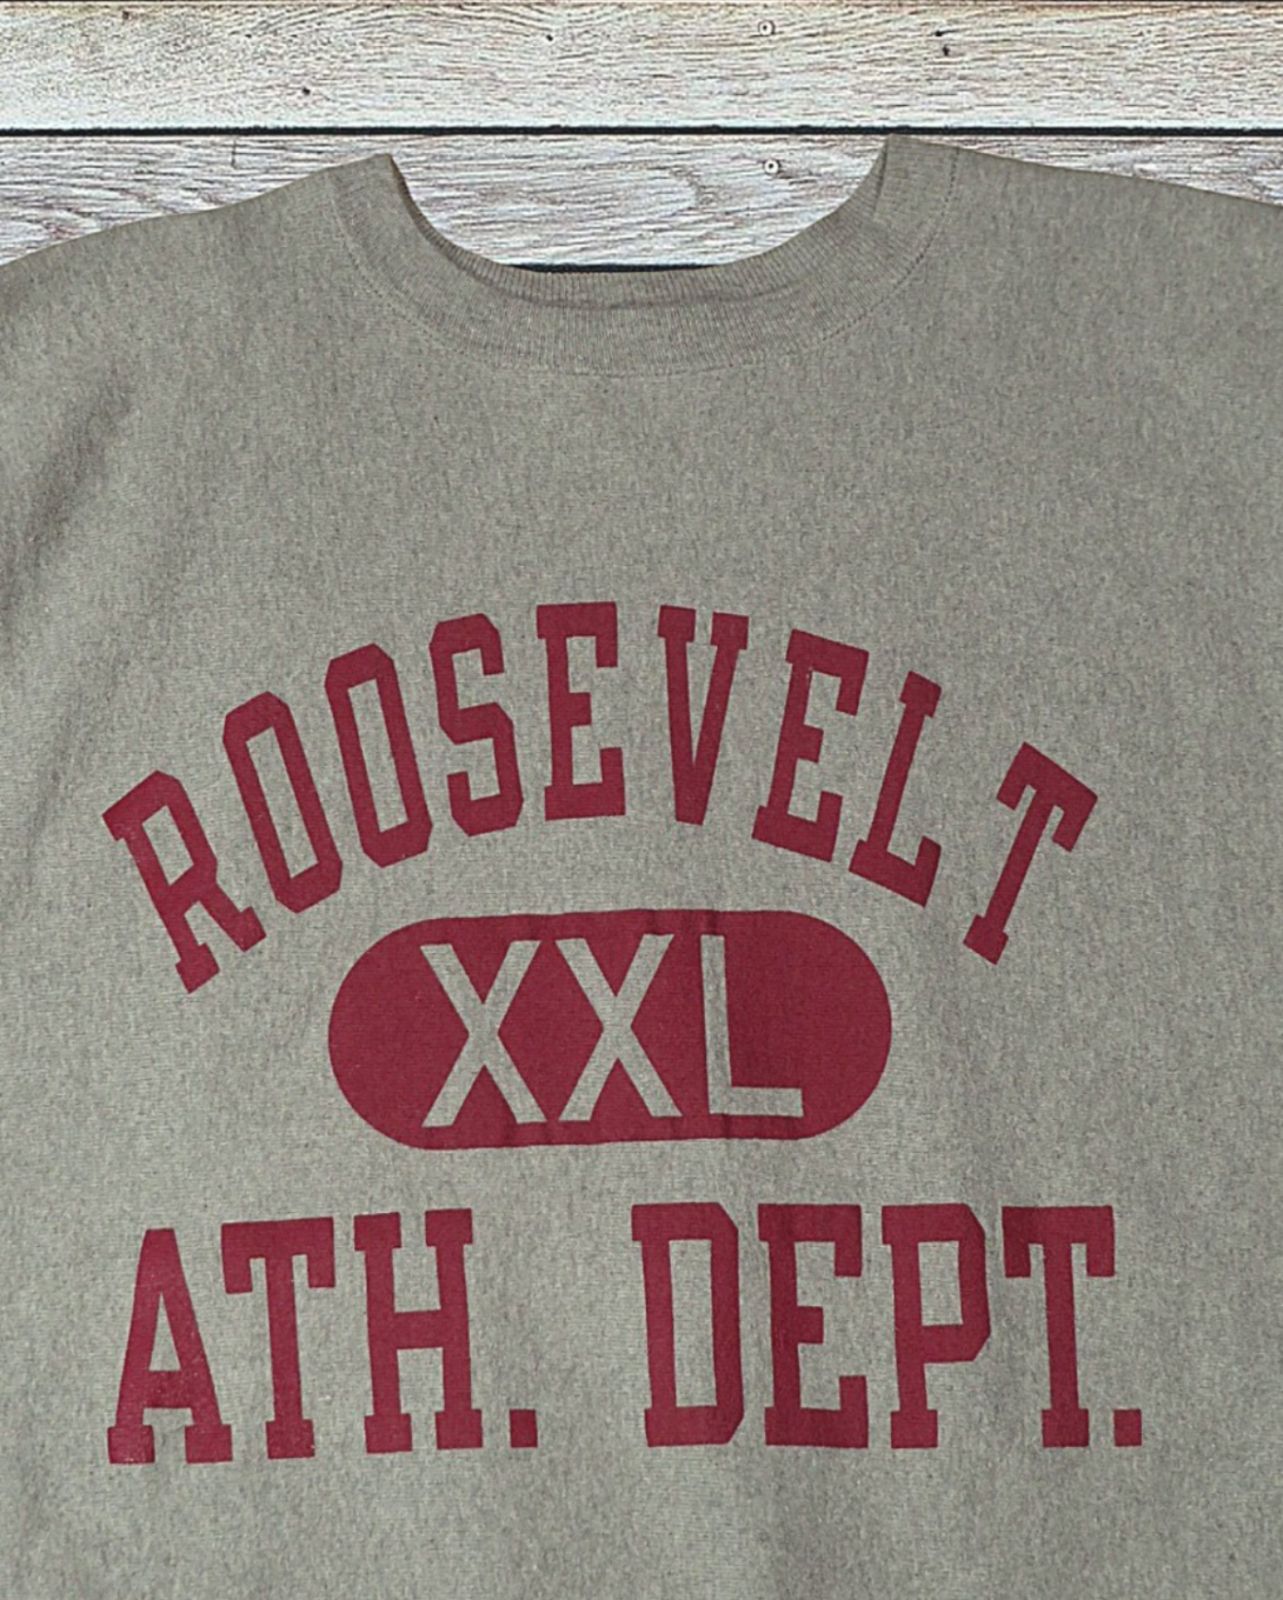 ROOSEVELT
XXL
ATH. DEPT.